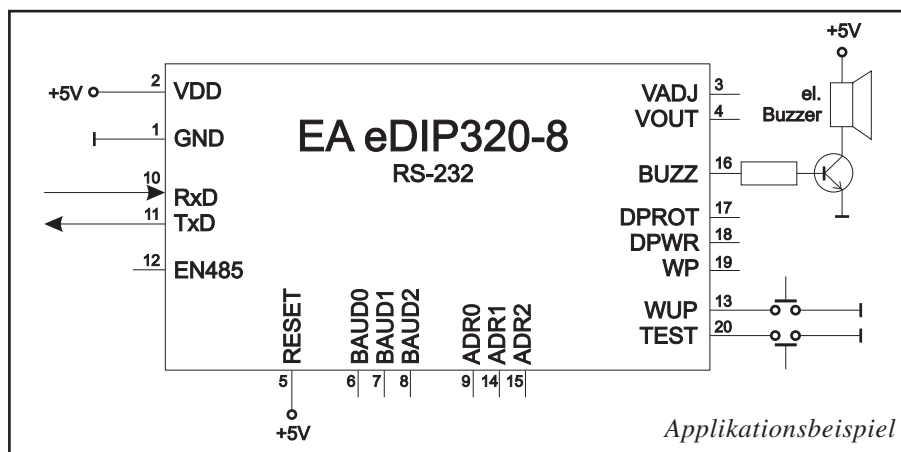 +5V
2
VDD
+5V
1
GND
10
RxD
11
TxD
12
EN485
EA eDIP320-8
RS-232
VADJ
3
VOUT
4
el.
Buzzer
BUZZ
16
DPROT
17
DPWR
18
WP
19
WUP
13
TEST
20
RESET
BAUD0
BAUD1
BAUD2
ADR0
ADR1
ADR2
5
6
7
8
9
14
15
+5V
Applikationsbeispiel